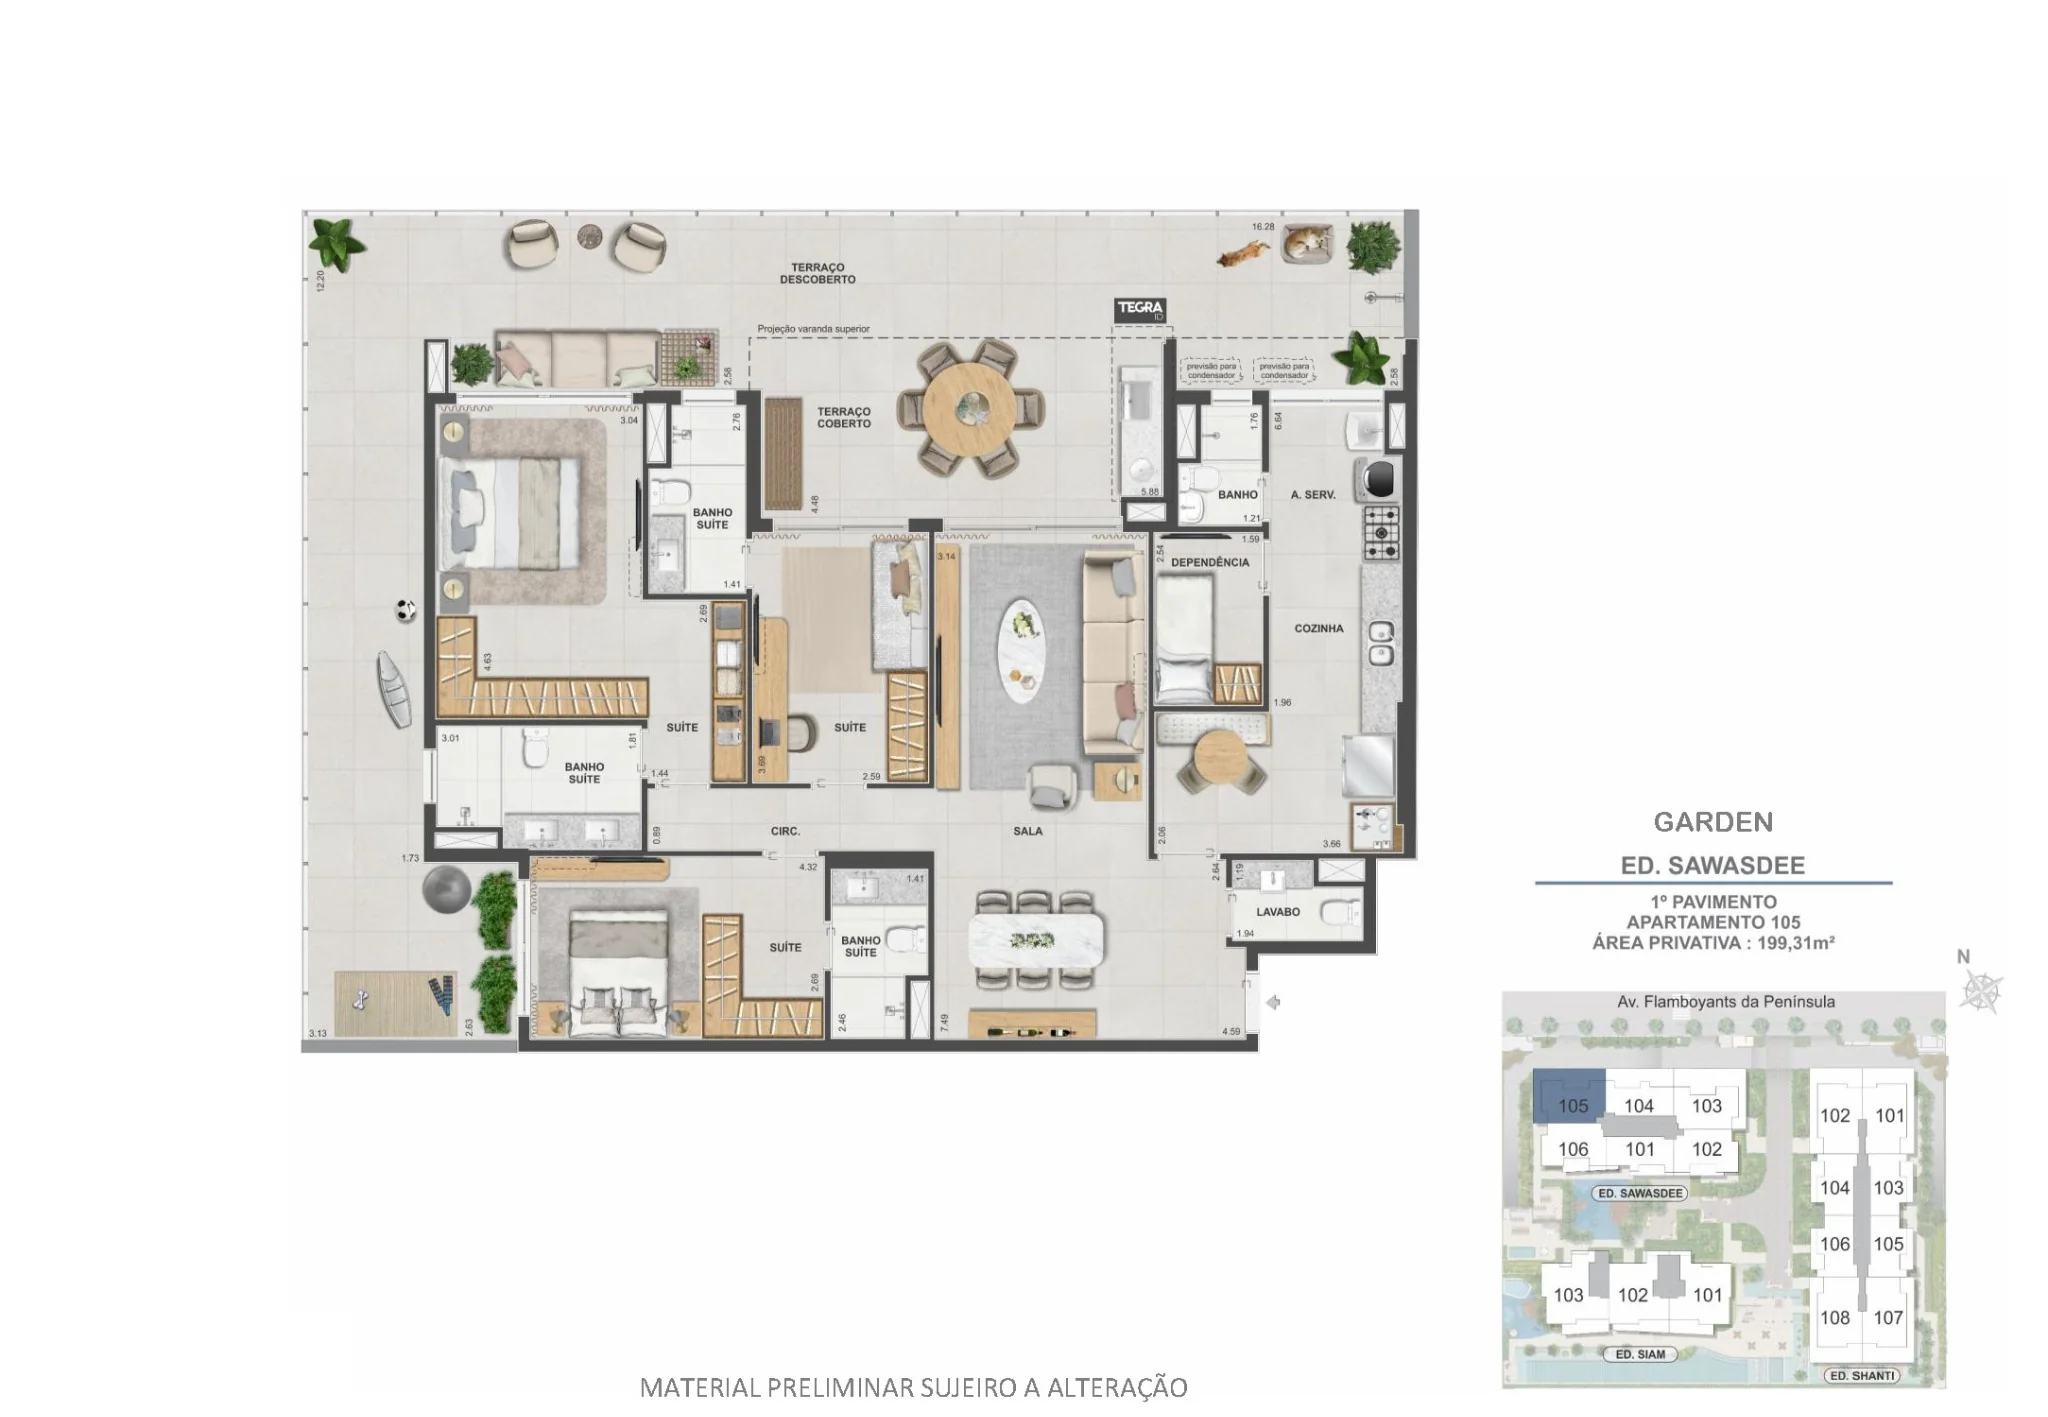 16.28
12.20
TERRAÇO
DESCOBERTO
TEGRA
ID
Projeção varanda superior
2.58
previsão para
condensador
previsão para
condensador
2.58
3.04
2.76
TERRAÇO
COBERTO
1.76
6.64
4.48
5.88
BANHO
SUÍTE
BANHO
A. SERV.
1.21
1.59
2.54
3.14
DEPENDÊNCIA
1.41
2.69
COZINHA
4.63
1.96
SUÍTE
SUÍTE
3.01
1.81
BANHO
SUÍTE
1.44
3.69
2.59
0.89
CIRC.
SALA
2.06
3.66
1.73
4.32
1.41
2.64
1.19
LAVABO
1.94
SUÍTE
BANHO
SUÍTE
2.69
2.46
7.49
4.59
3.13
2.63
GARDEN
ED. SAWASDEE
1º PAVIMENTO
APARTAMENTO 105
ÁREA PRIVATIVA : 199,31m²
N
Av. Flamboyants da Península
105
104
103
102
101
106
101
102
ED. SAWASDEE
104
103
106
105
103
102
101
108
107
ED. SIAM
ED. SHANTI
MATERIAL PRELIMINAR SUJEIRO A ALTERAÇÃO